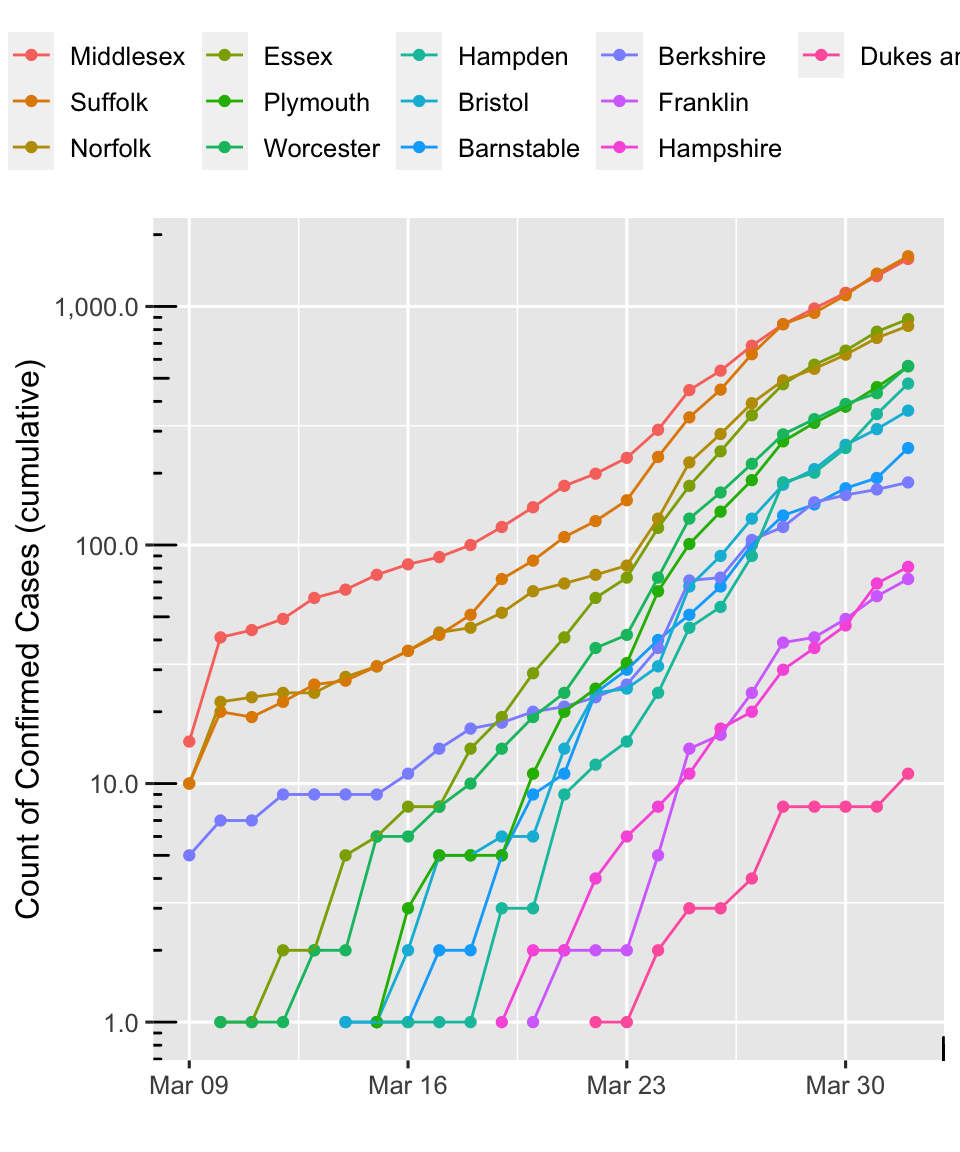 Middlesex Essex Hampden Berkshire Dukes
Suffolk Plymouth Bristol Franklin
Norfolk Worcester Barnstable Hampshire
Count of Confirmed Cases (cumulative)
1,000.0
100.0
10.0
1.0
Mar 09 Mar 16 Mar 23 Mar 30